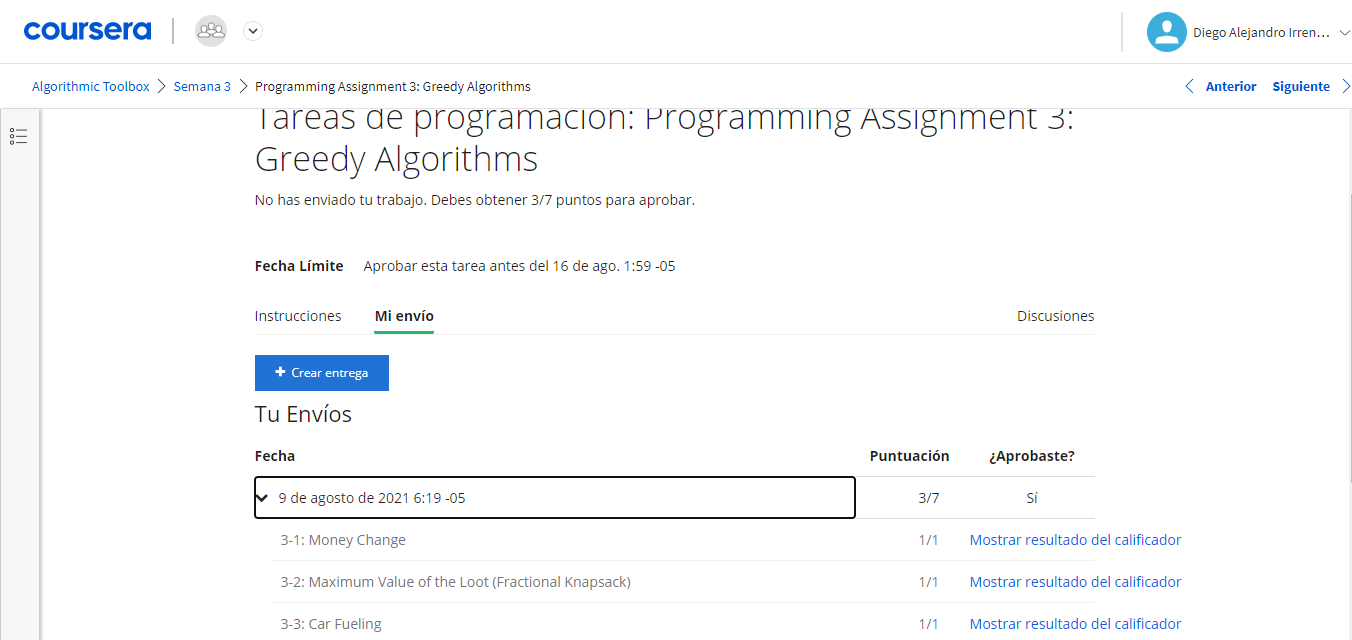 coursera
Diego Alejandro Irren...
Algorithmic Toolbox > Semana 3 > Programming Assignment 3: Greedy Algorithms
Anterior Siguiente
Tareas de programación: Programming Assignment 3:
Greedy Algorithms
No has enviado tu trabajo. Debes obtener 3/7 puntos para aprobar.
Fecha Límite Aprobar esta tarea antes del 16 de ago. 1:59 -05
Instrucciones Mi envío Discusiones
+ Crear entrega
Tu Envíos
Fecha Puntuación ¿Aprobaste?
9 de agosto de 2021 6:19 -05 3/7 Sí
3-1: Money Change 1/1 Mostrar resultado del calificador
3-2: Maximum Value of the Loot (Fractional Knapsack) 1/1 Mostrar resultado del calificador
3-3: Car Fueling 1/1 Mostrar resultado del calificador